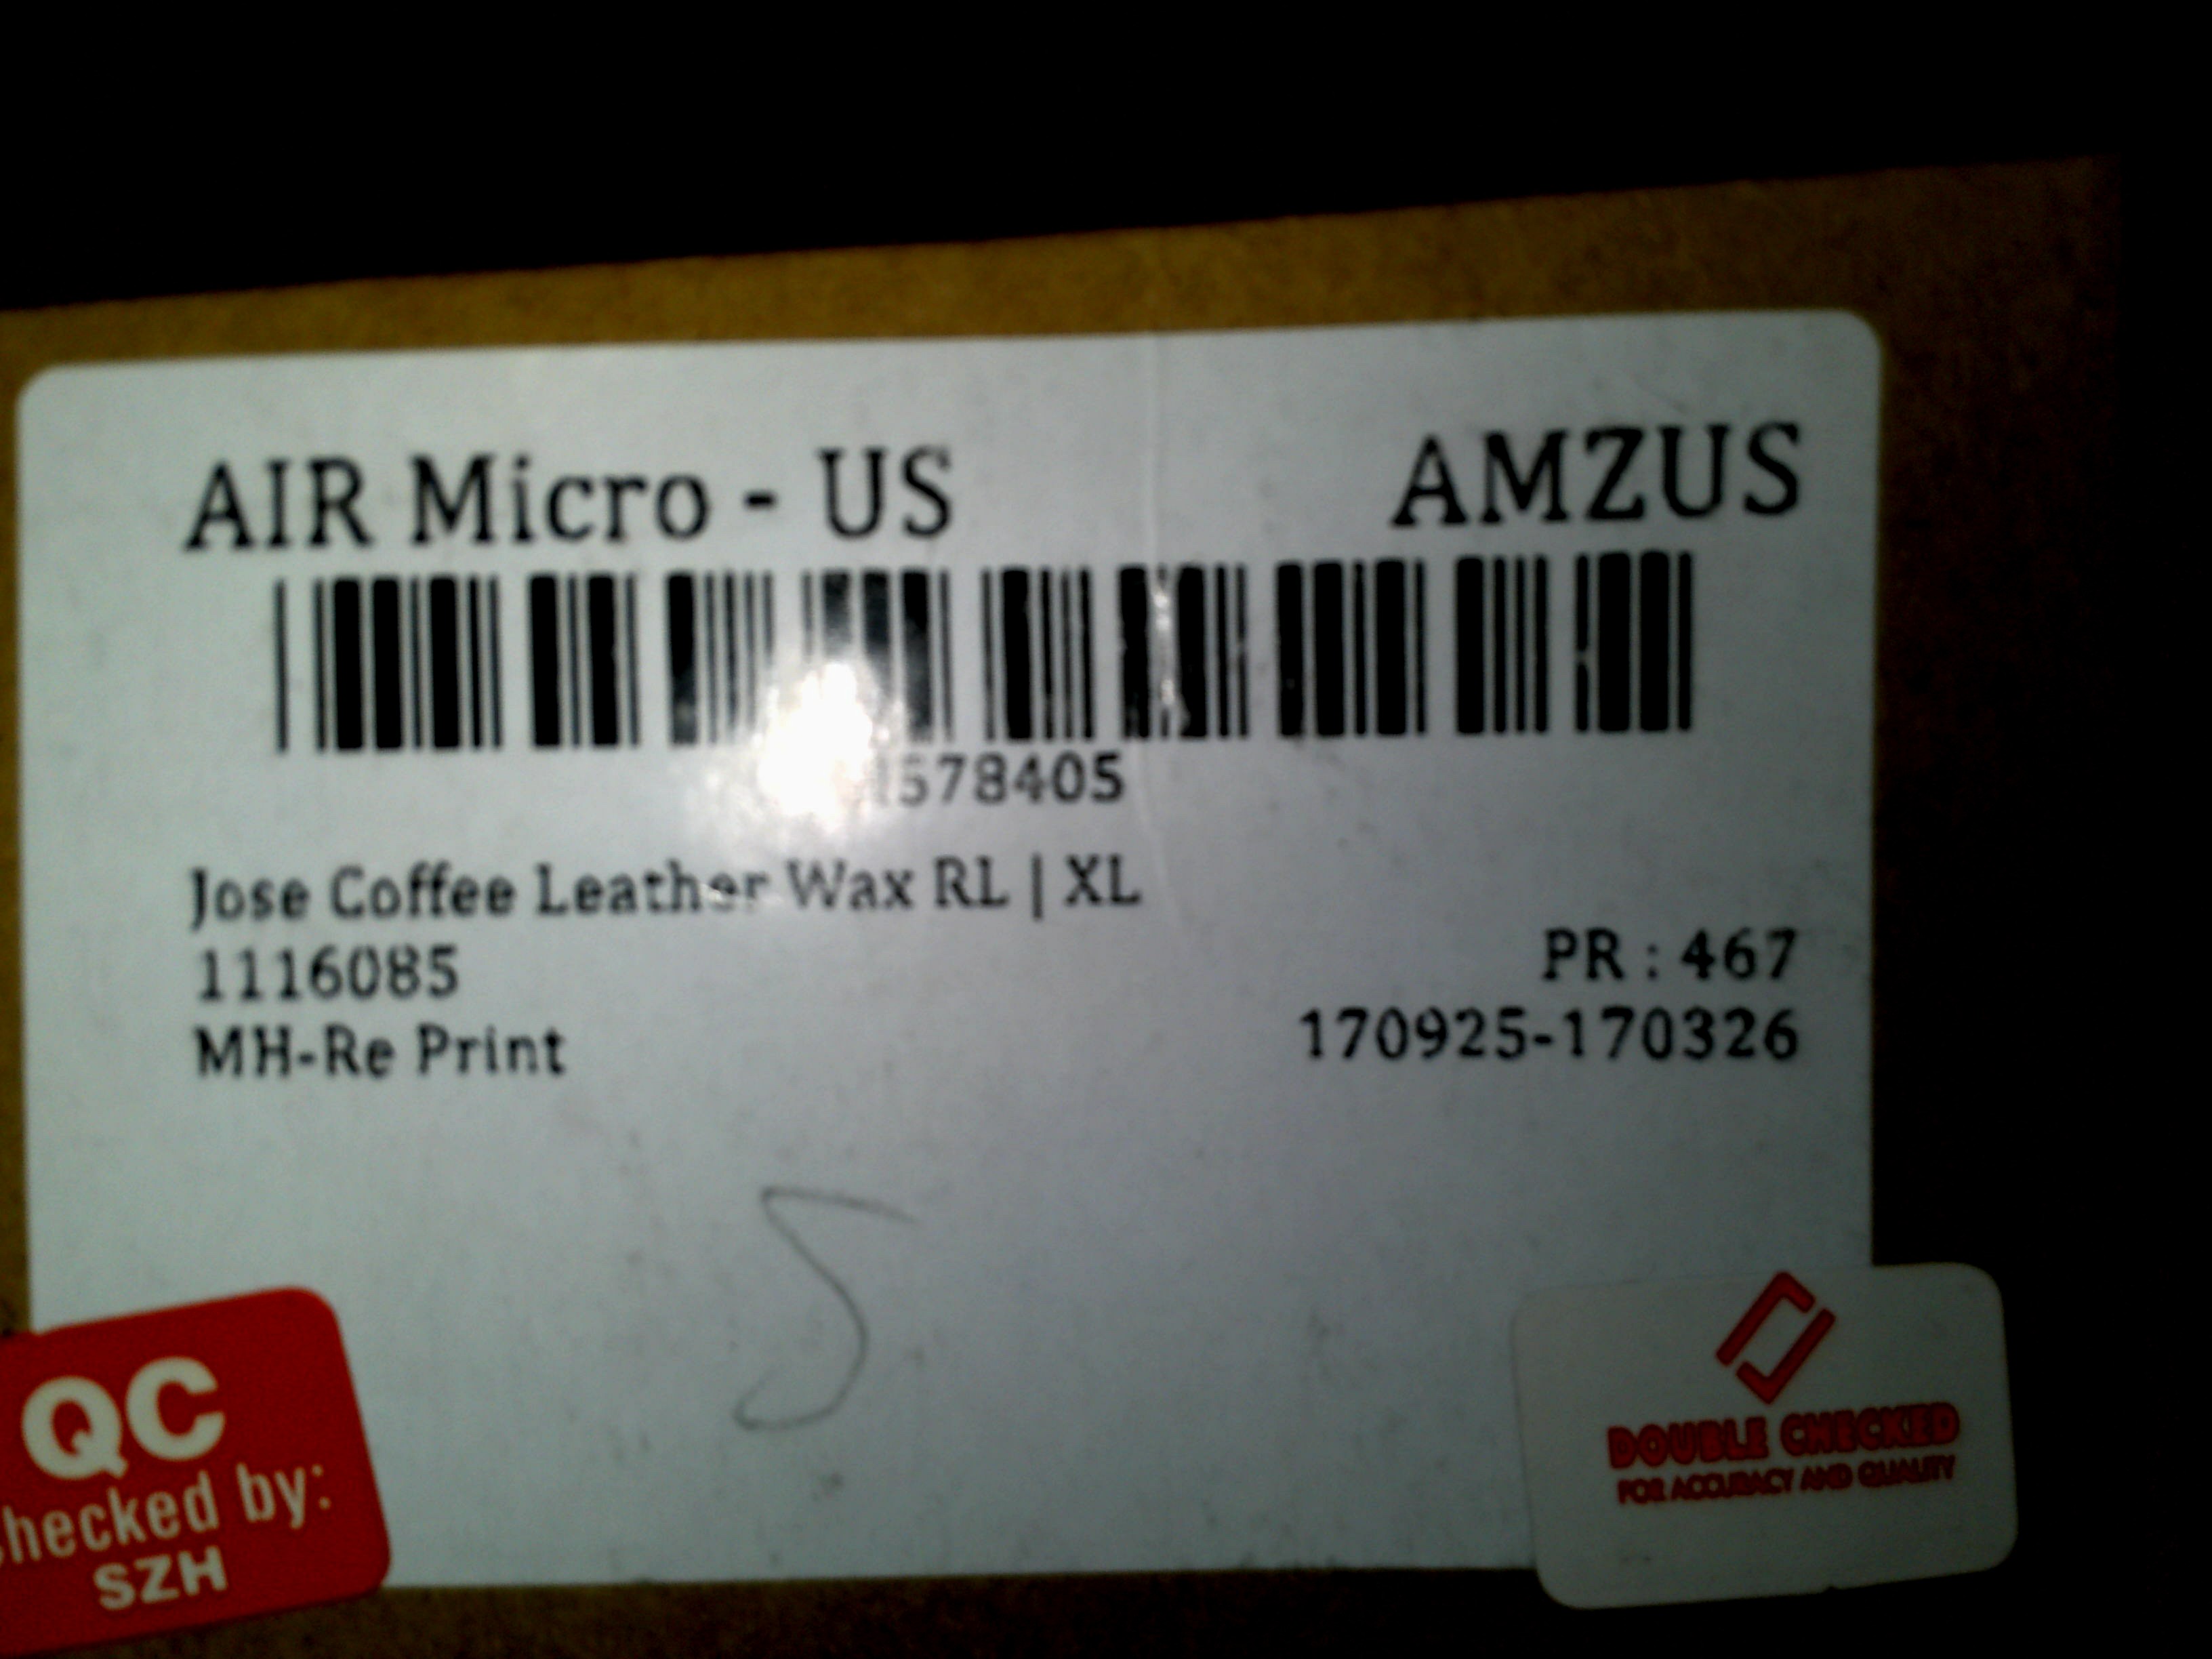 AIR Micro - US AMZUS
Jose Coffee Leather Wax RL | XL
1116085
PR : 467
MH-Re Print
170925-170326
5
QC
checked by:
SZH
DOUBLE CHECKED
FOR ACCURACY AND QUALITY